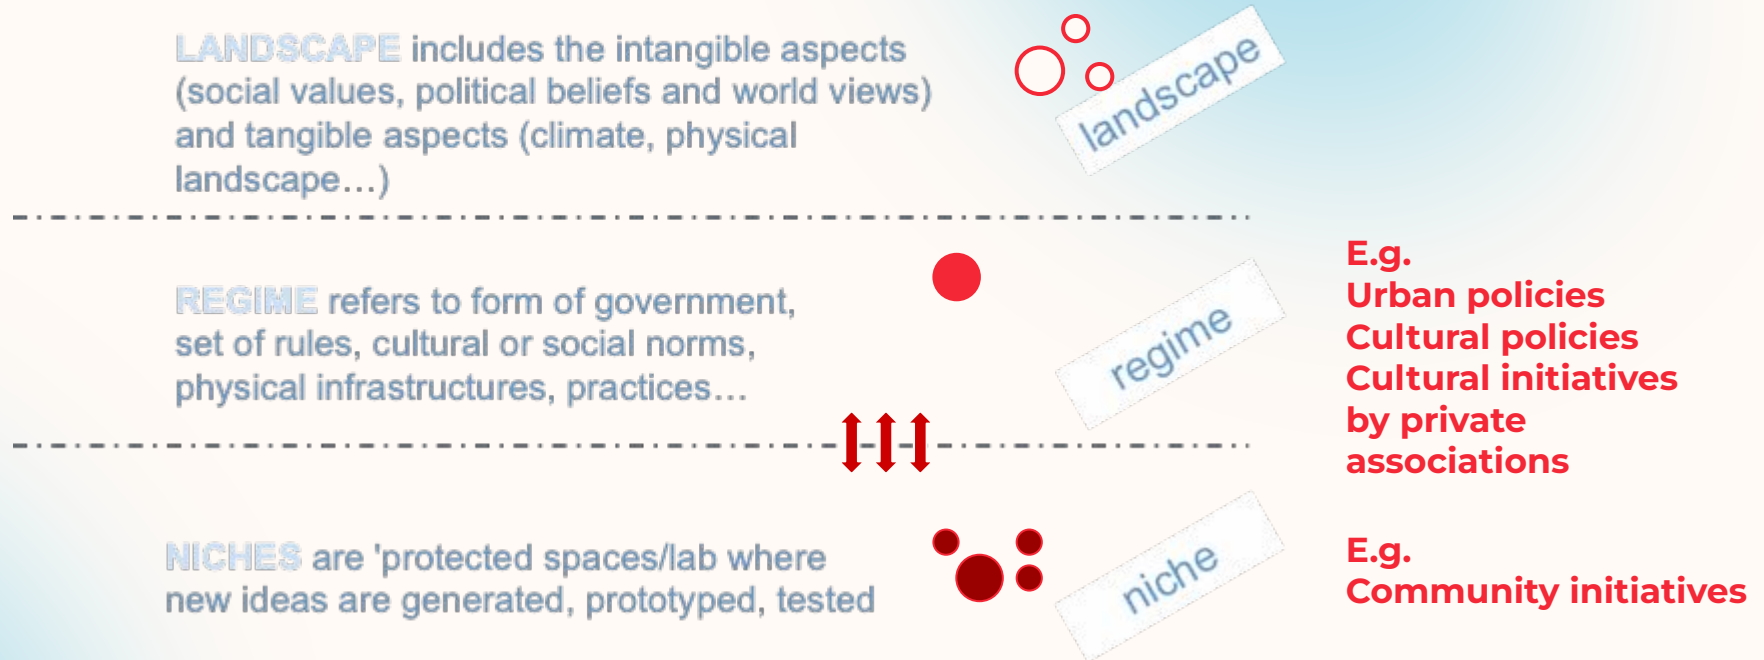 LANDSCAPE includes the intangible aspects
(social values, political beliefs and world views)
and tangible aspects (climate, physical
landscape...)
landscape
REGIME refers to form of government,
set of rules, cultural or social norms,
physical infrastructures, practices...
regime
E.g.
Urban policies
Cultural policies
Cultural initiatives
by private
associations
NICHES are 'protected spaces/lab where
new ideas are generated, prototyped, tested
niche
E.g.
Community initiatives